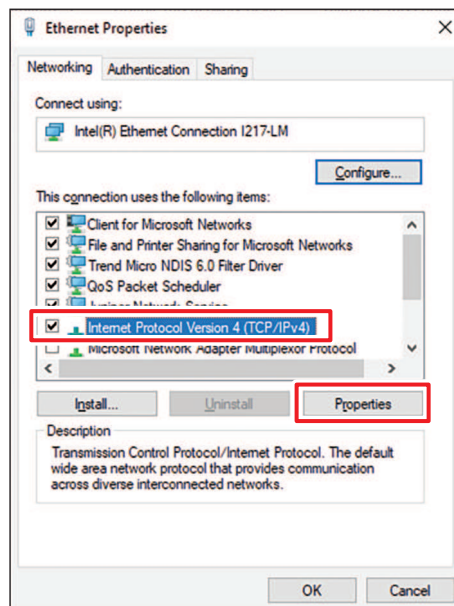 Ethernet Properties
Networking Authentication Sharing
Connect using:
Intel(R) Ethernet Connection I217-LM
Configure...
This connection uses the following items:
Client for Microsoft Networks
File and Printer Sharing for Microsoft Networks
Trend Micro NDIS 6.0 Filter Driver
QoS Packet Scheduler
Juniper Network Service
Internet Protocol Version 4 (TCP/IPv4)
Microsoft Network Adapter Multiplexor Protocol
Install... Uninstall Properties
Description
Transmission Control Protocol/Internet Protocol. The default
wide area network protocol that provides communication
across diverse interconnected networks.
OK Cancel